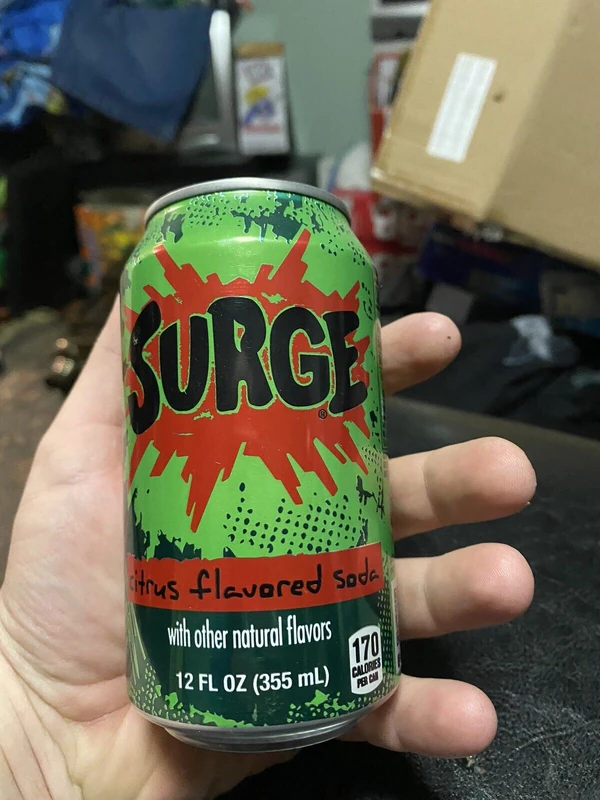 SURGE®
citrus flavored soda
with other natural flavors
12 FL OZ (355 mL)
170
CALORIES
PER CAN